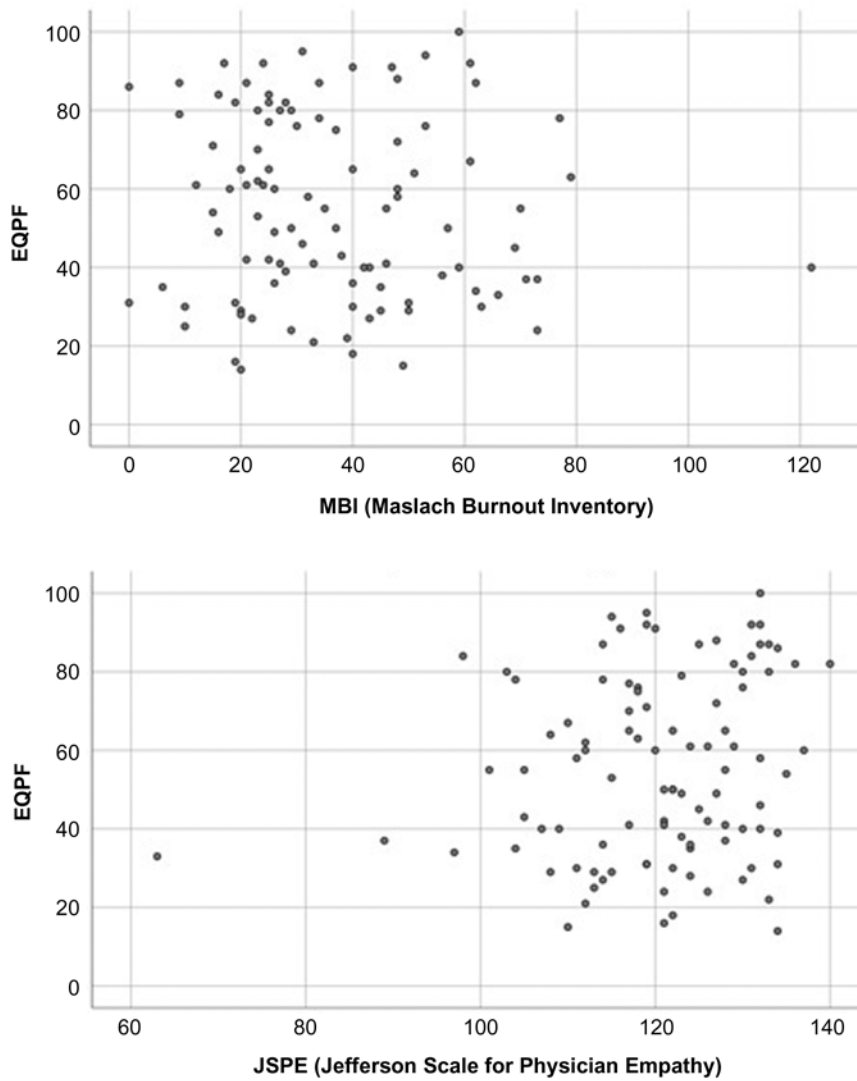 100
80
60
40
20
0
EQPF
0 20 40 60 80 100 120
MBI (Maslach Burnout Inventory)
100
80
60
40
20
0
EQPF
60 80 100 120 140
JSPE (Jefferson Scale for Physician Empathy)